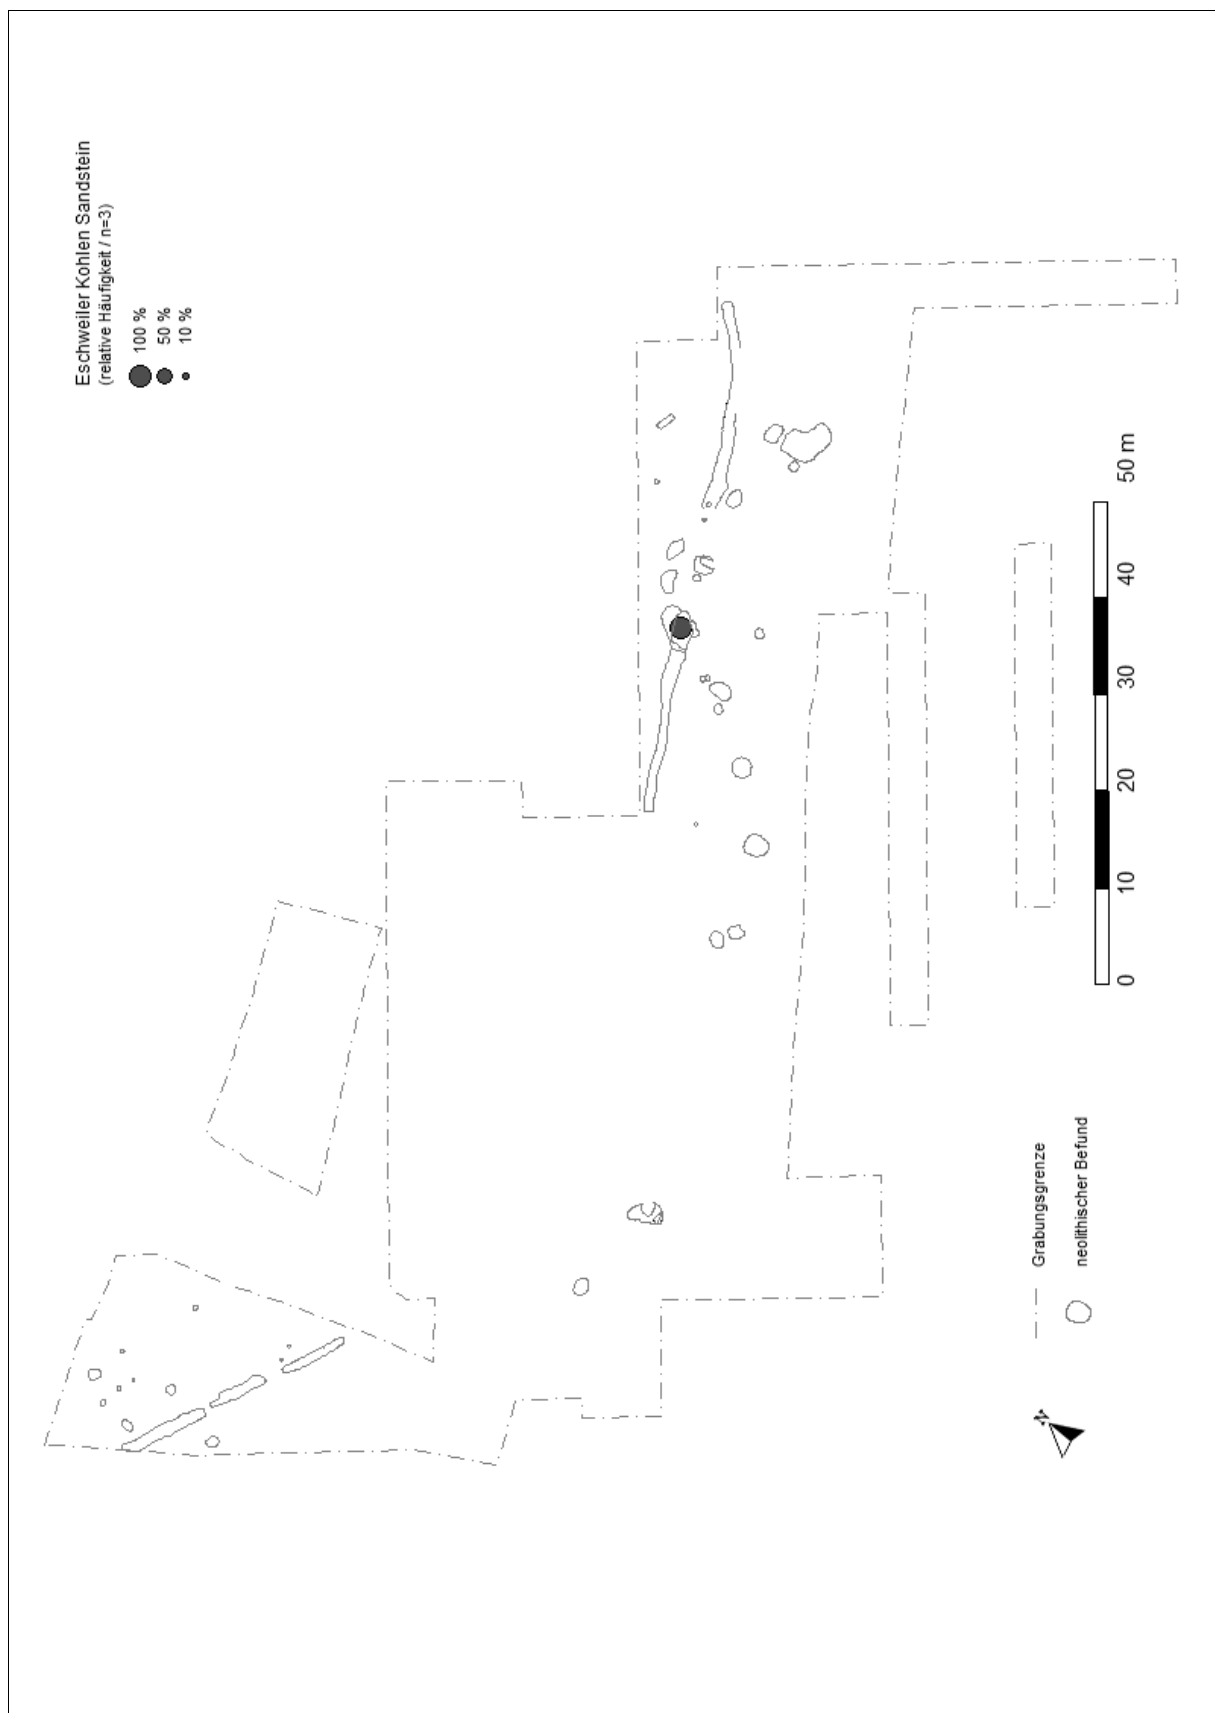 Eschweiler Kohlen Sandstein
(relative Häufigkeit / n=3)
100 %
50 %
10 %
0
10
20
30
40
50 m
Grabungsgrenze
neolithischer Befund
N